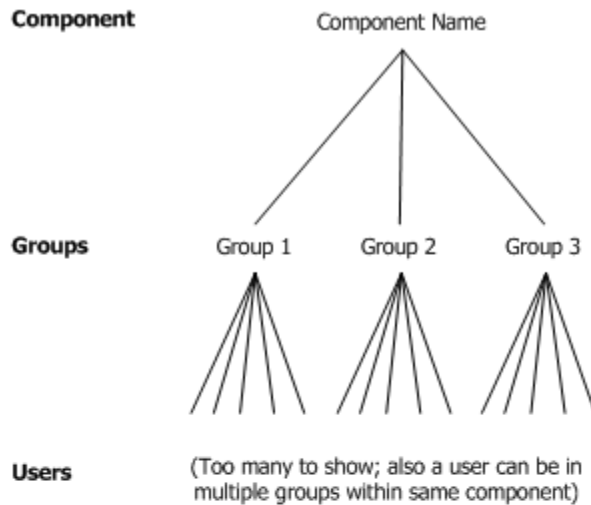 Component
Component Name
Groups
Group 1
Group 2
Group 3
Users
(Too many to show; also a user can be in
multiple groups within same component)